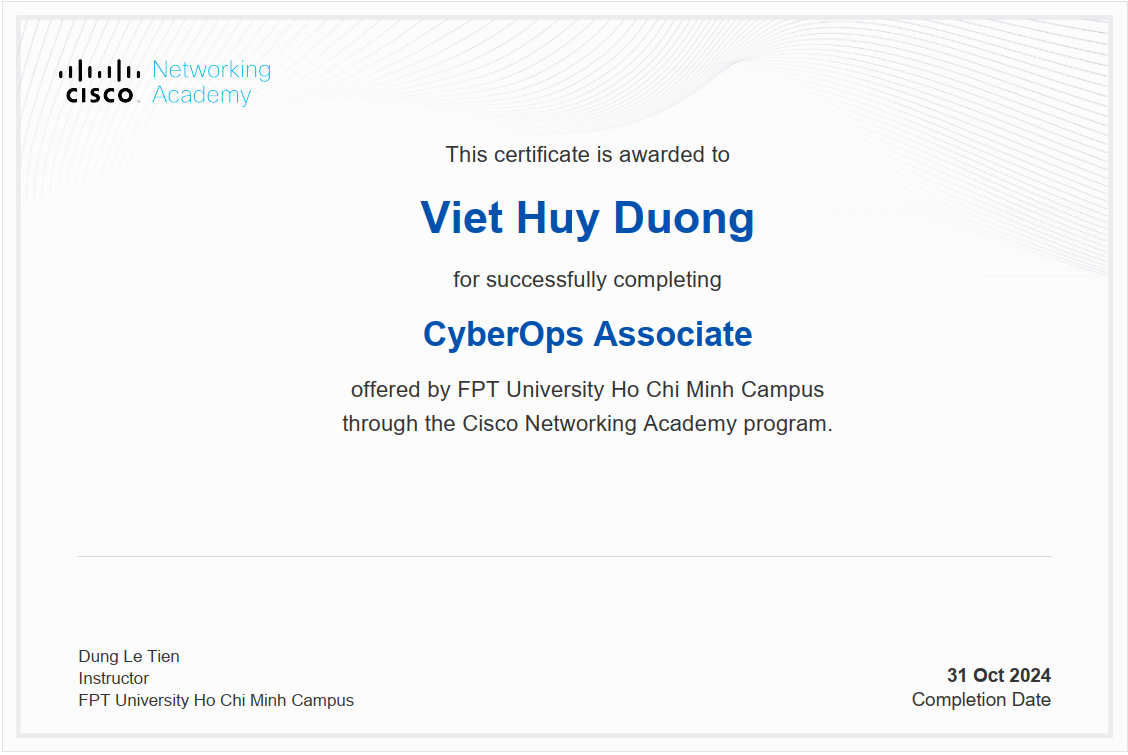 Networking
CISCO Academy
This certificate is awarded to
Viet Huy Duong
for successfully completing
CyberOps Associate
offered by FPT University Ho Chi Minh Campus
through the Cisco Networking Academy program.
Dung Le Tien
Instructor
FPT University Ho Chi Minh Campus
31 Oct 2024
Completion Date